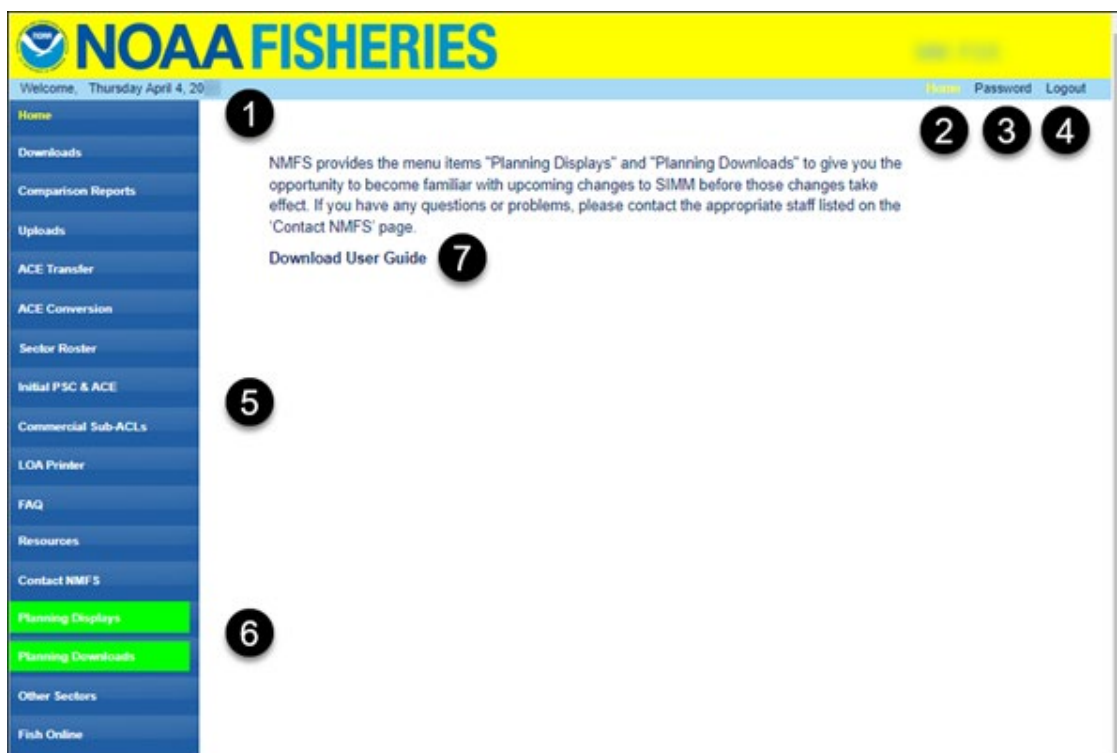 NOAA FISHERIES
Welcome, Thursday April 4, 20
Home Password Logout
1
2 3 4
Home
Downloads
Comparison Reports
Uploads
ACE Transfer
ACE Conversion
Sector Roster
Initial PSC & ACE
Commercial Sub-ACLs
LOA Printer
FAQ
Resources
Contact NMFS
Planning Displays
Planning Downloads
Other Sectors
Fish Online
NMFS provides the menu items "Planning Displays" and "Planning Downloads" to give you the
opportunity to become familiar with upcoming changes to SIMM before those changes take
effect. If you have any questions or problems, please contact the appropriate staff listed on the
'Contact NMFS' page.
Download User Guide 7
5
6